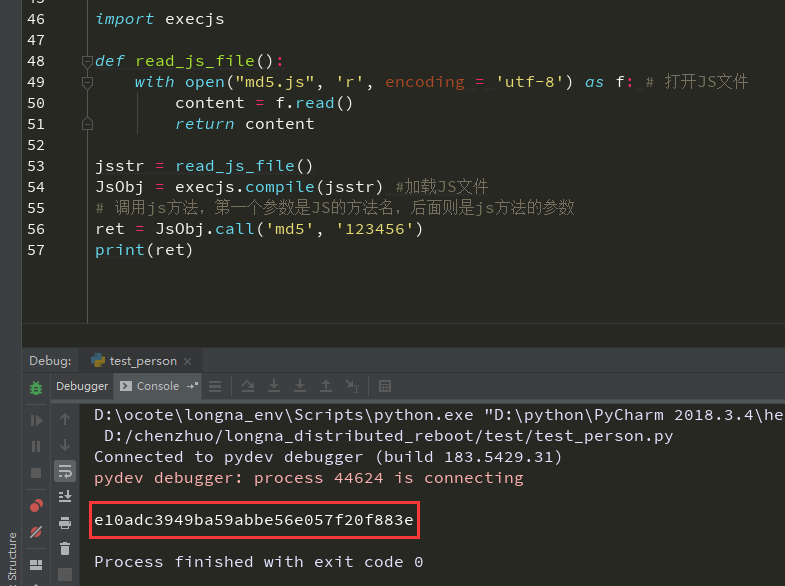 46 import execjs
47
48 def read_js_file():
49 with open("md5.js", 'r', encoding = 'utf-8') as f: # 打开JS文件
50 content = f.read()
51 return content
52
53 jsstr = read_js_file()
54 JsObj = execjs.compile(jsstr) #加载JS文件
55 # 调用js方法，第一个参数是JS的方法名，后面则是js方法的参数
56 ret = JsObj.call('md5', '123456')
57 print(ret)
Debug: test_person
Debugger Console
D:\ocote\longna_env\Scripts\python.exe "D:\python\PyCharm 2018.3.4\he
D:/chenzhuo/longna_distributed_reboot/test/test_person.py
Connected to pydev debugger (build 183.5429.31)
pydev debugger: process 44624 is connecting
e10adc3949ba59abbe56e057f20f883e
Process finished with exit code 0
Structure